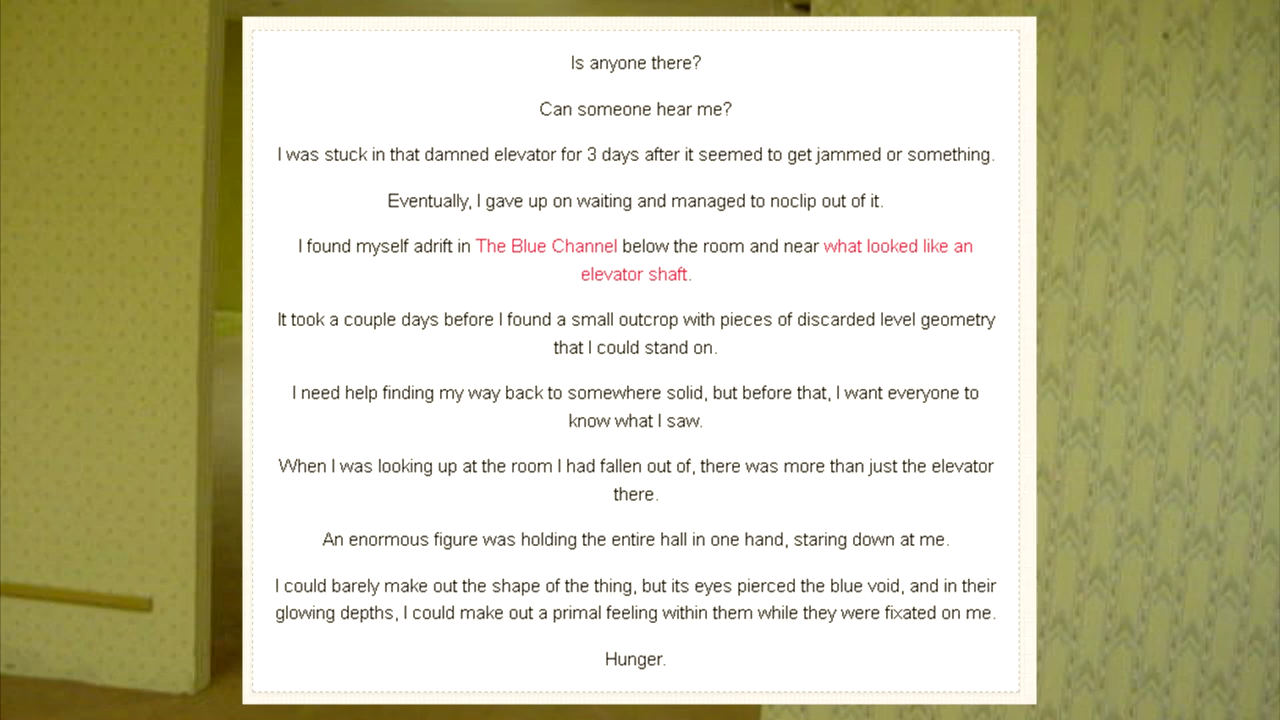 Is anyone there?
Can someone hear me?
I was stuck in that damned elevator for 3 days after it seemed to get jammed or something.
Eventually, I gave up on waiting and managed to noclip out of it.
I found myself adrift in The Blue Channel below the room and near what looked like an
elevator shaft.
It took a couple days before I found a small outcrop with pieces of discarded level geometry
that I could stand on.
I need help finding my way back to somewhere solid, but before that, I want everyone to
know what I saw.
When I was looking up at the room I had fallen out of, there was more than just the elevator
there.
An enormous figure was holding the entire hall in one hand, staring down at me.
I could barely make out the shape of the thing, but its eyes pierced the blue void, and in their
glowing depths, I could make out a primal feeling within them while they were fixated on me.
Hunger.